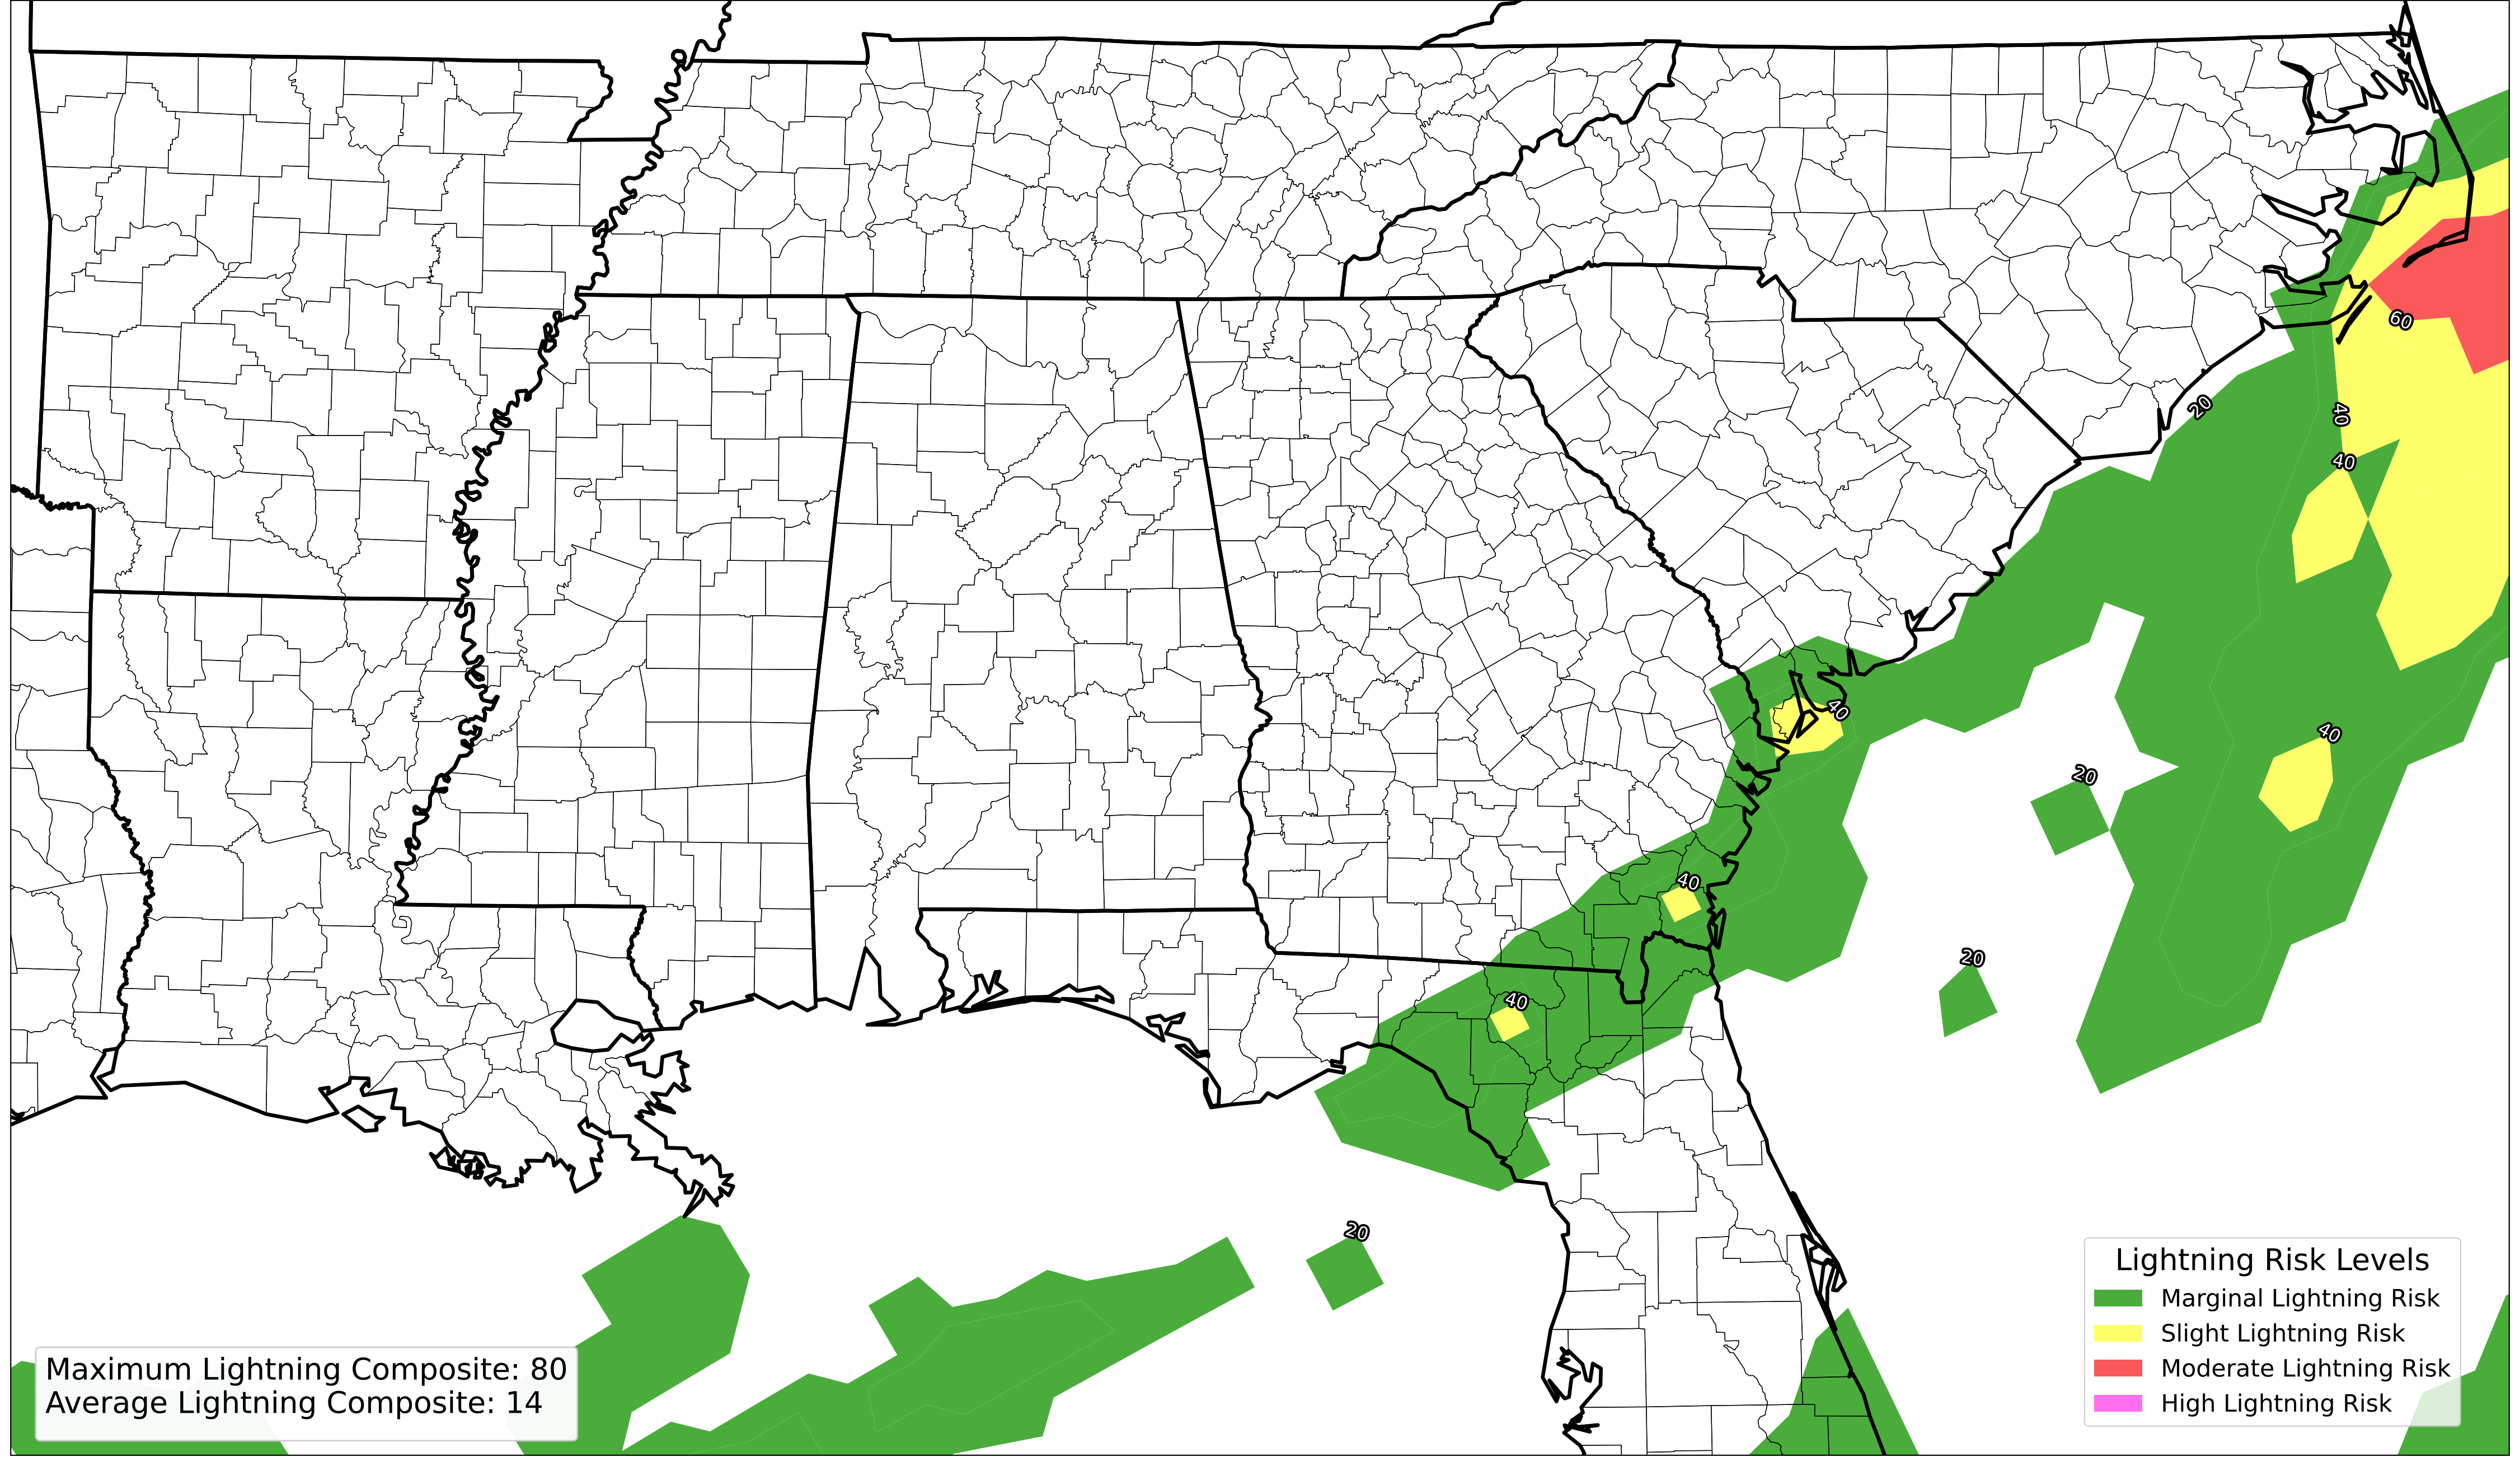 60
20
40
40
40
40
20
40
20
40
20
Lightning Risk Levels
Marginal Lightning Risk
Slight Lightning Risk
Moderate Lightning Risk
High Lightning Risk
Maximum Lightning Composite: 80
Average Lightning Composite: 14